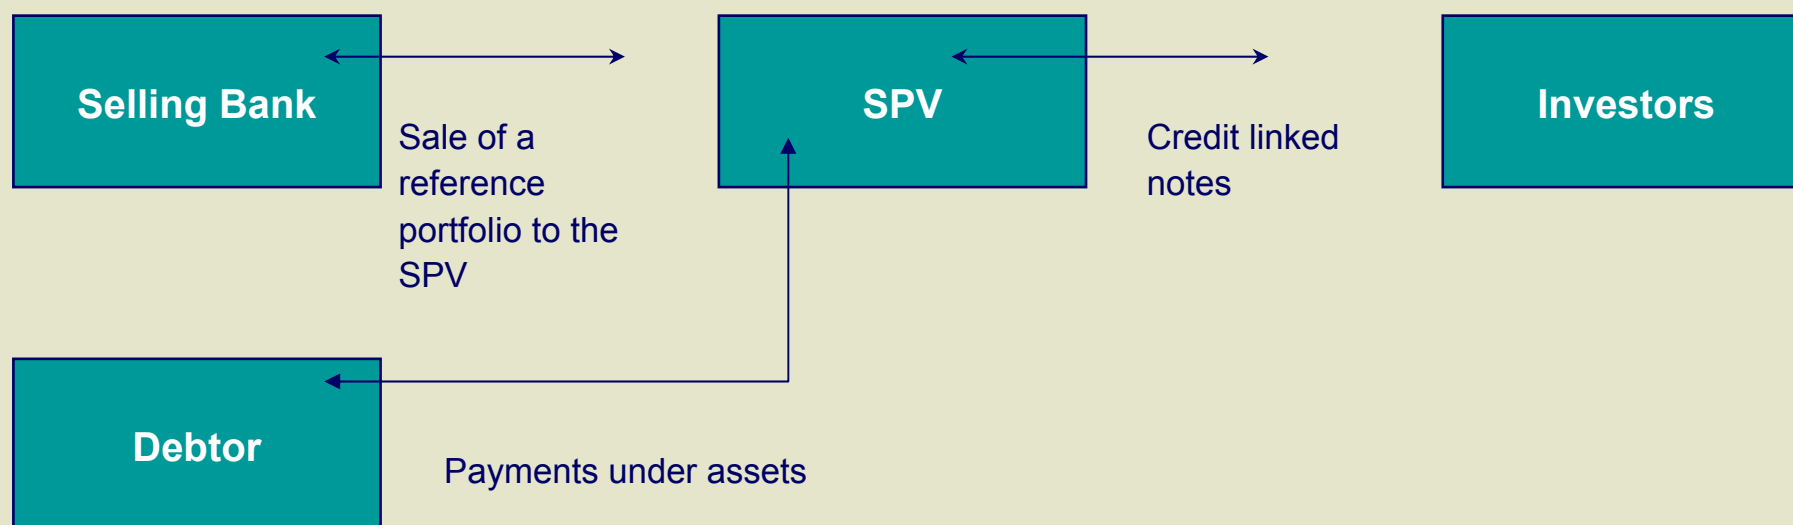 Selling Bank
SPV
Investors
Sale of a
reference
portfolio to the
SPV
Credit linked
notes
Debtor
Payments under assets